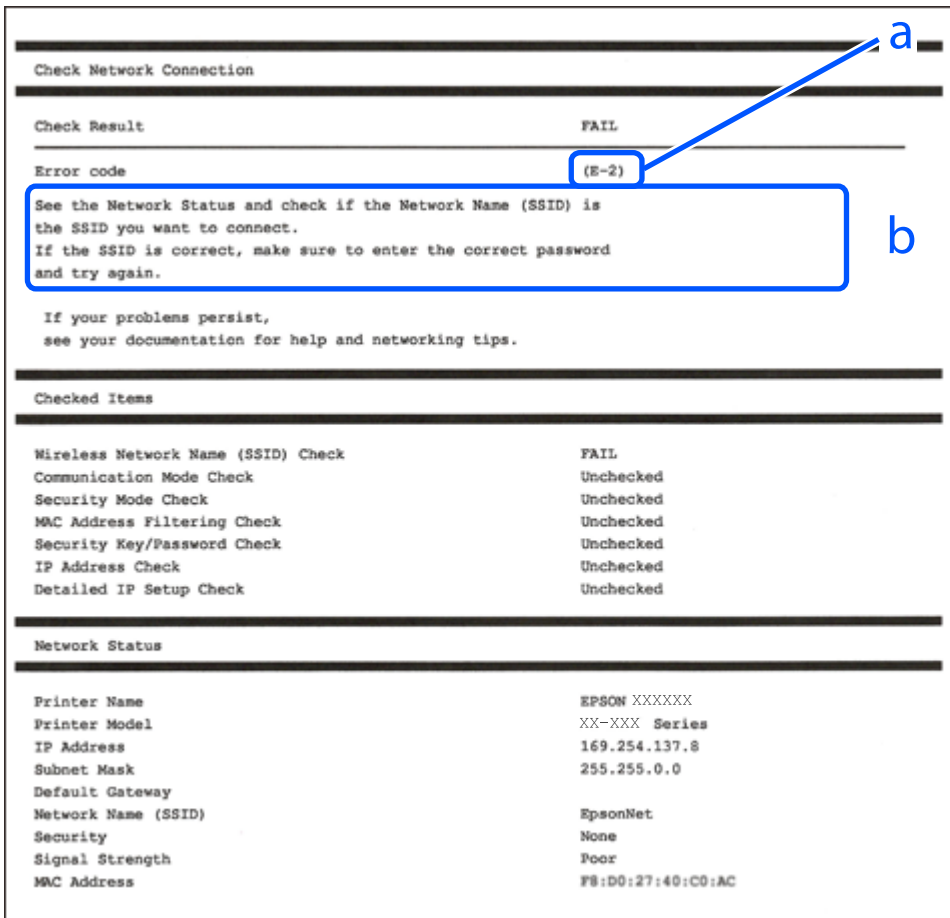 a
Check Network Connection
Check Result FAIL
Error code (E-2)
See the Network Status and check if the Network Name (SSID) is
the SSID you want to connect.
If the SSID is correct, make sure to enter the correct password
and try again.
b
If your problems persist,
see your documentation for help and networking tips.
Checked Items
Wireless Network Name (SSID) Check FAIL
Communication Mode Check Unchecked
Security Mode Check Unchecked
MAC Address Filtering Check Unchecked
Security Key/Password Check Unchecked
IP Address Check Unchecked
Detailed IP Setup Check Unchecked
Network Status
Printer Name EPSON XXXXXX
Printer Model XX-XXX Series
IP Address 169.254.137.8
Subnet Mask 255.255.0.0
Default Gateway
Network Name (SSID) EpsonNet
Security None
Signal Strength Poor
MAC Address F8:D0:27:40:C0:AC